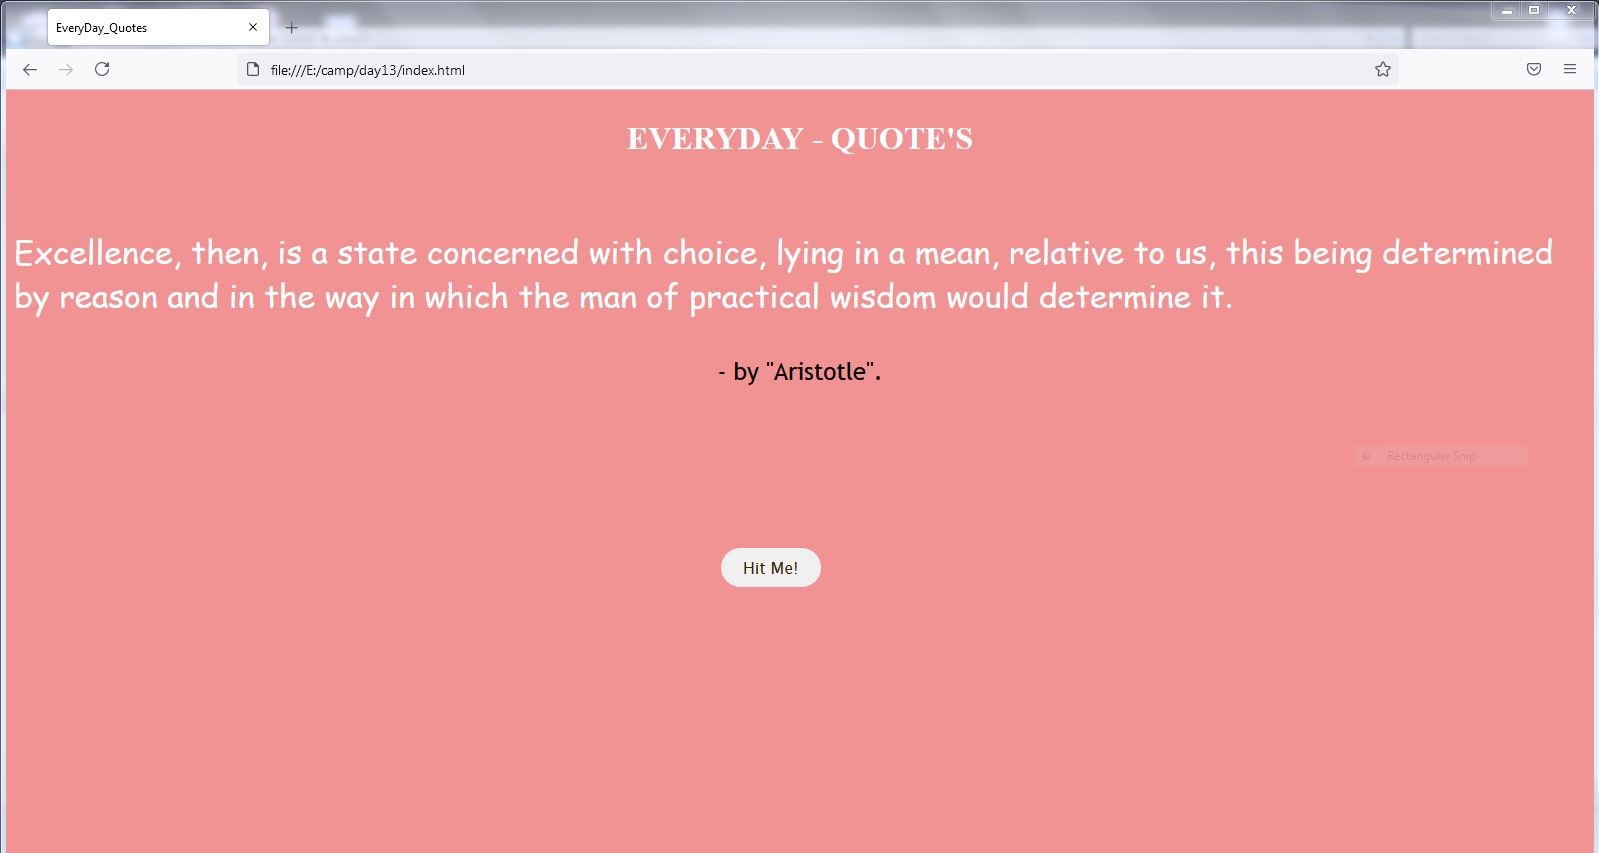 EveryDay_Quotes
file:///E:/camp/day13/index.html
EVERYDAY - QUOTE'S
Excellence, then, is a state concerned with choice, lying in a mean, relative to us, this being determined
by reason and in the way in which the man of practical wisdom would determine it.
- by "Aristotle".
Rectangular Snip
Hit Me!